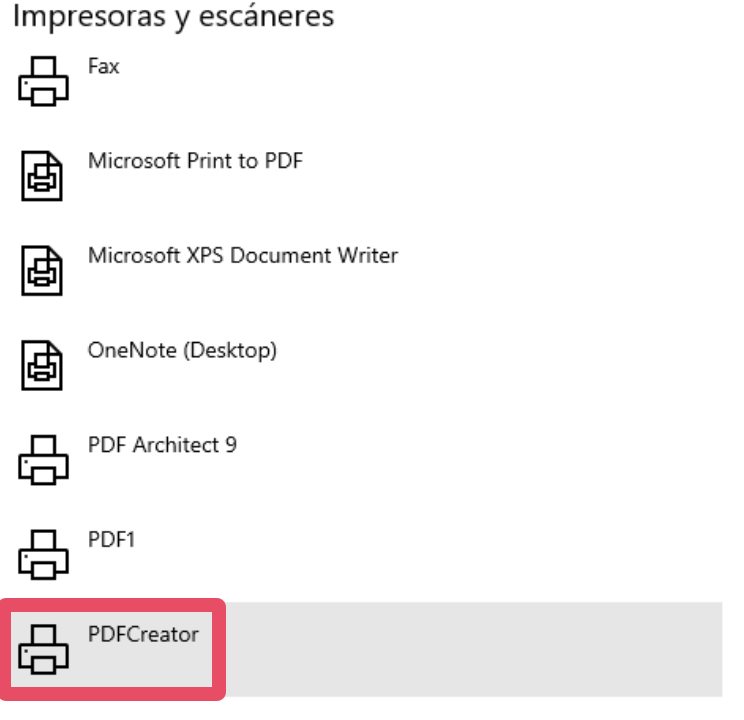 Impresoras y escáneres
Fax
Microsoft Print to PDF
Microsoft XPS Document Writer
OneNote (Desktop)
PDF Architect 9
PDF1
PDFCreator